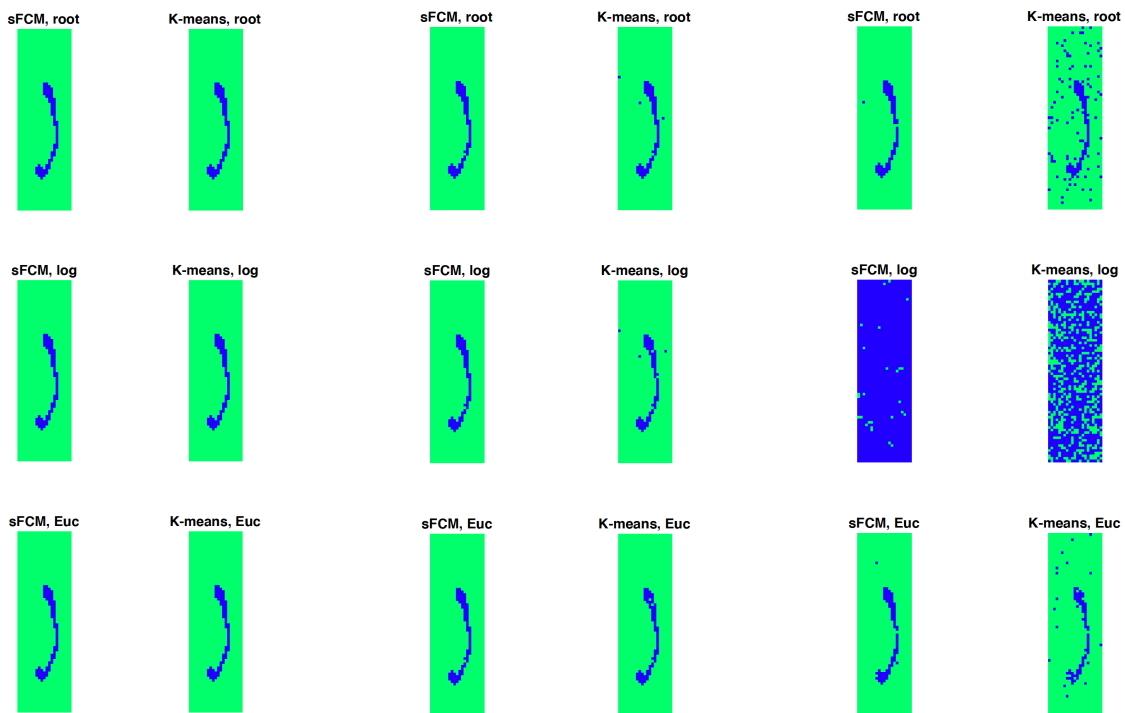 sFCM, root K-means, root sFCM, root K-means, root sFCM, root K-means, root
sFCM, log K-means, log sFCM, log K-means, log sFCM, log K-means, log
sFCM, Euc K-means, Euc sFCM, Euc K-means, Euc sFCM, Euc K-means, Euc